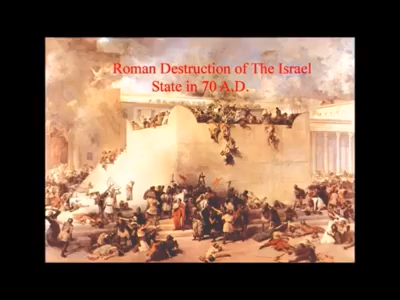 Roman Destruction of The Israel
State in 70 A.D.